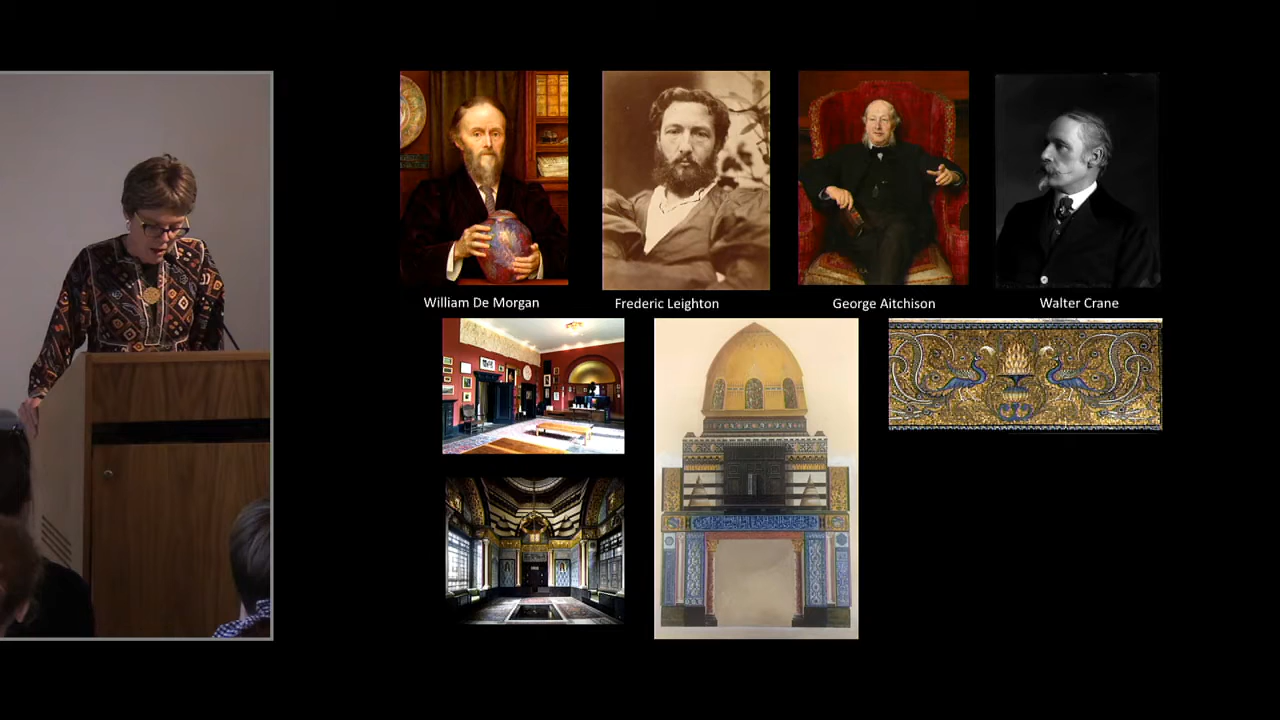 William De Morgan
Frederic Leighton
George Aitchison
Walter Crane